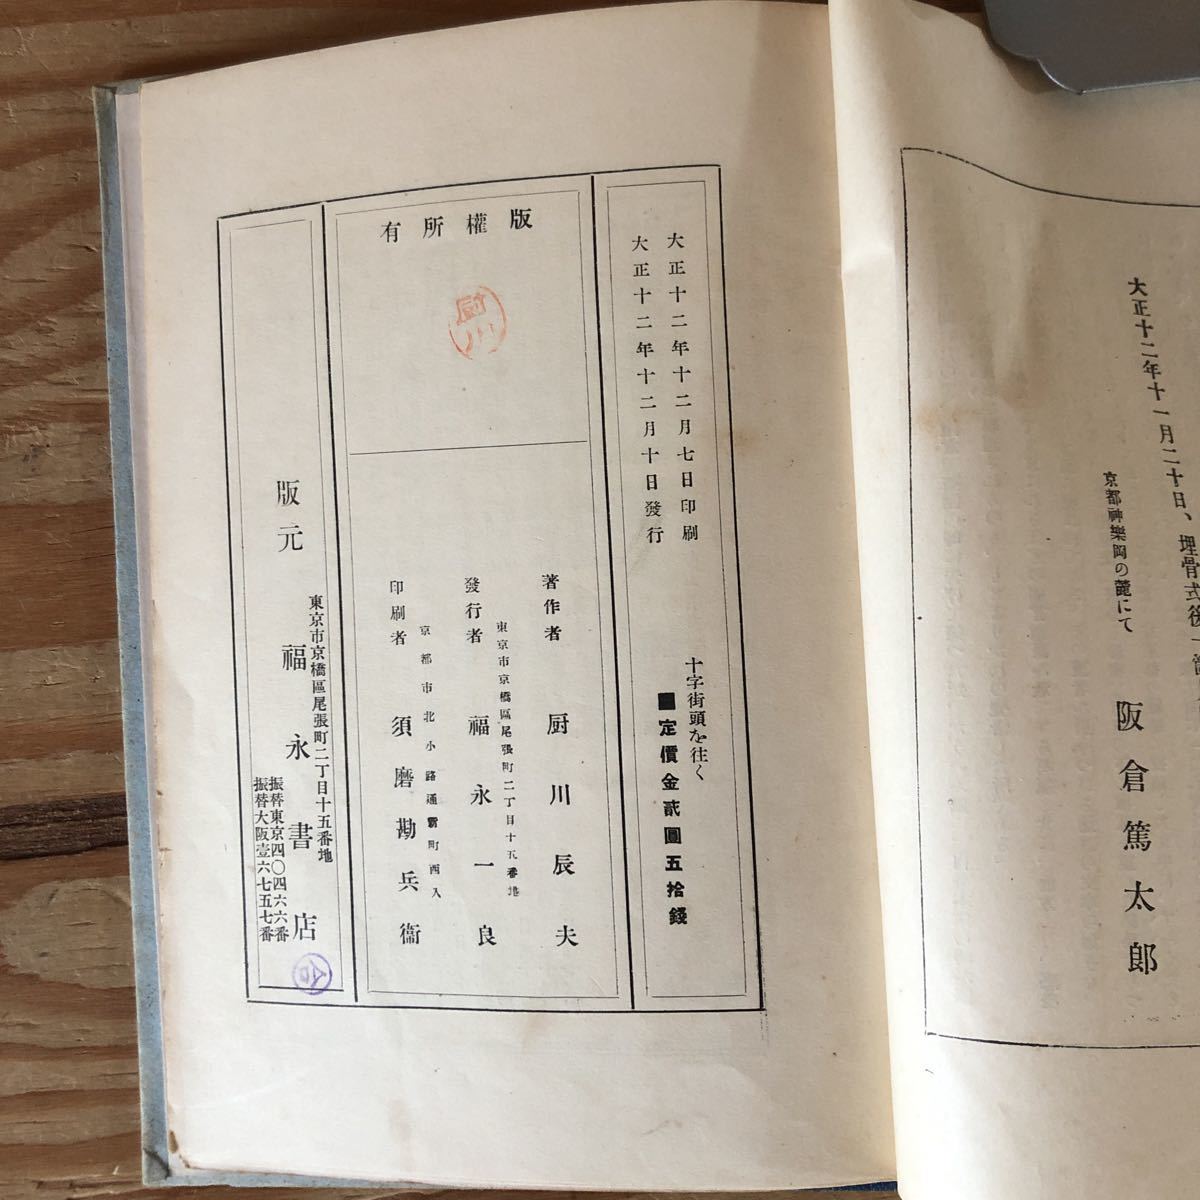 大正十二年十一月二十日、埋骨式後一
京都神樂岡の麓にて
阪倉篤太郎
大正十二年十二月七日印刷
大正十二年十二月十日發行
十字街頭を往く
■定價金貳圓五拾錢
版權所有
厨川
著作者 厨川辰夫
東京市京橋區尾張町二丁目十五番地
發行者 福永一良
京都市北小路通新町西入
印刷者 須磨勘兵衞
東京市京橋區尾張町二丁目十五番地
版元 福永書店
振替東京四〇四六六番
振替大阪壹六七五七番
合